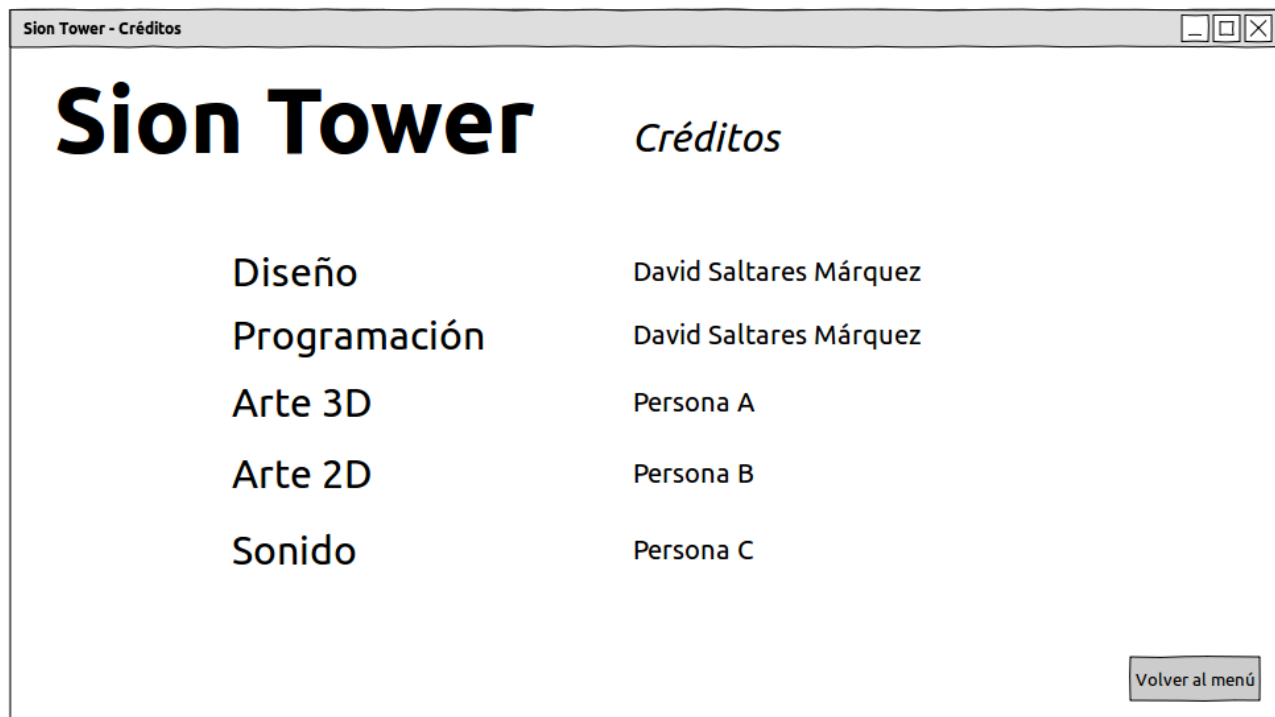 Sion Tower - Créditos
Sion Tower Créditos
Diseño David Saltares Márquez
Programación David Saltares Márquez
Arte 3D Persona A
Arte 2D Persona B
Sonido Persona C
Volver al menú